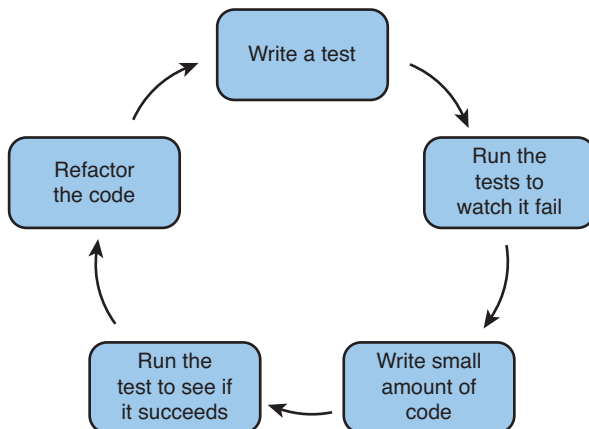 Write a test
Run the
tests to
watch it fail
Write small
amount of
code
Run the
test to see if
it succeeds
Refactor
the code